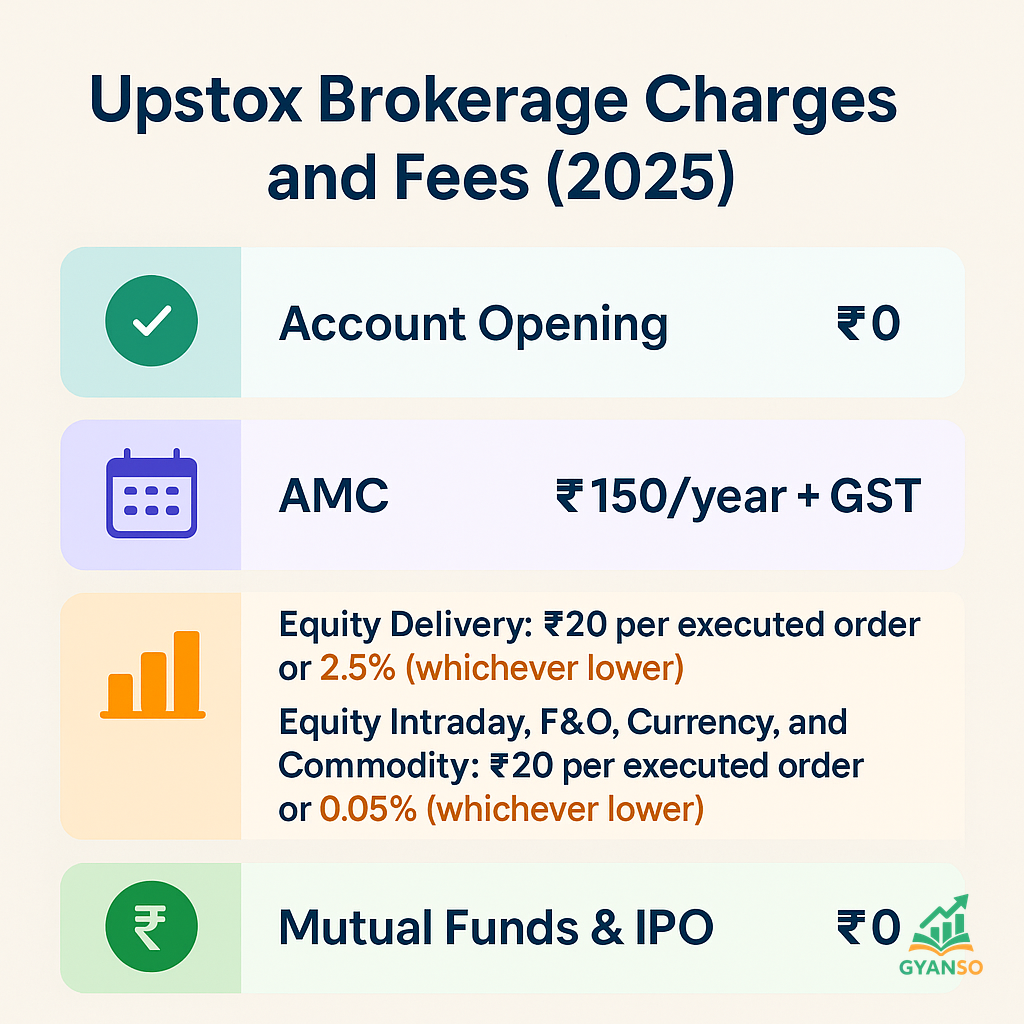 Upstox Brokerage Charges
and Fees (2025)
Account Opening ₹0
AMC ₹150/year + GST
Equity Delivery: ₹20 per executed order
or 2.5% (whichever lower)
Equity Intraday, F&O, Currency, and
Commodity: ₹20 per executed order
or 0.05% (whichever lower)
₹
Mutual Funds & IPO ₹0
GYANSO